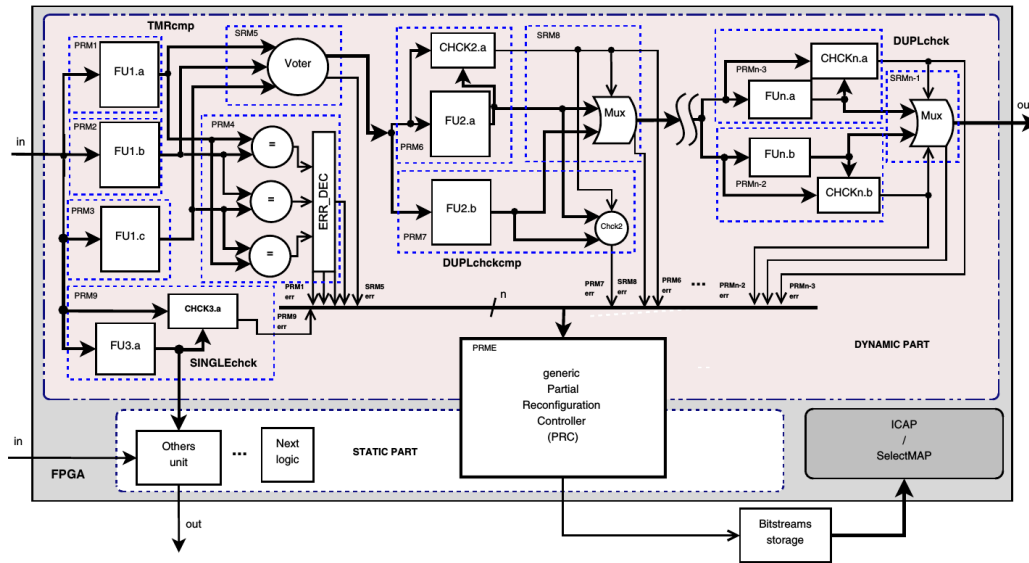 TMRcmp
PRM1
FU1.a
SRM5
Voter
CHCK2.a
SRM8
DUPLchck
PRMn-3
CHCKn.a
FUn.a
SRMn-1
Mux
out
in
PRM2
FU1.b
PRM4
=
=
=
ERR_DEC
FU2.a
PRM6
Mux
FUn.b
PRMn-2
CHCKn.b
PRM3
FU1.c
FU2.b
PRM7
Chck2
DUPLchckcmp
PRM9
CHCK3.a
FU3.a
SINGLEchck
PRM9
err
PRM1
err
SRM5
err
n
PRM7
err
SRM8
err
PRM6
err
...
PRMn-2
err
PRMn-3
err
DYNAMIC PART
PRME
generic
Partial
Reconfiguration
Controller
(PRC)
in
FPGA
Others
unit
...
Next
logic
STATIC PART
ICAP
/
SelectMAP
out
Bitstreams
storage